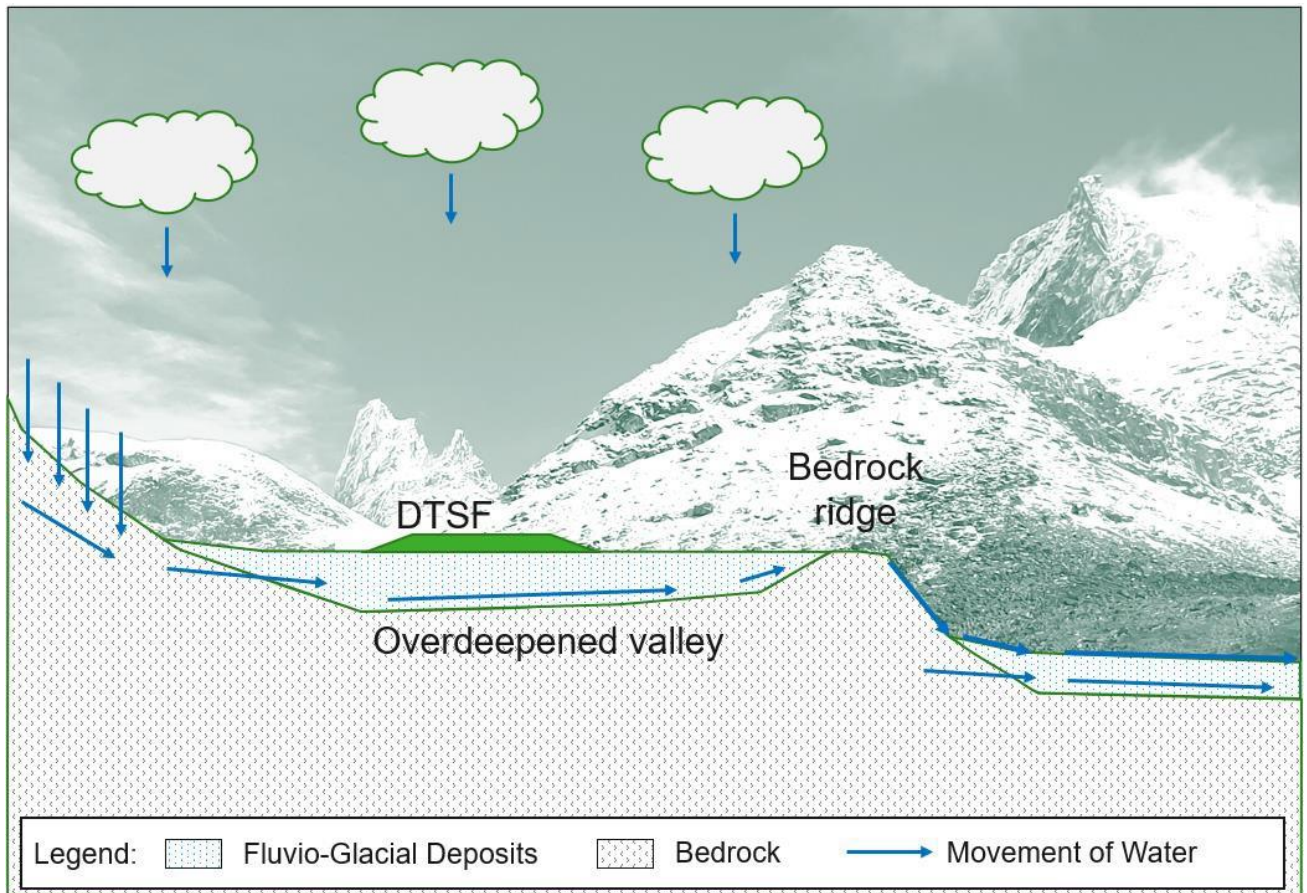 DTSF
Bedrock
ridge
Overdeepened valley
Legend: Fluvio-Glacial Deposits Bedrock Movement of Water